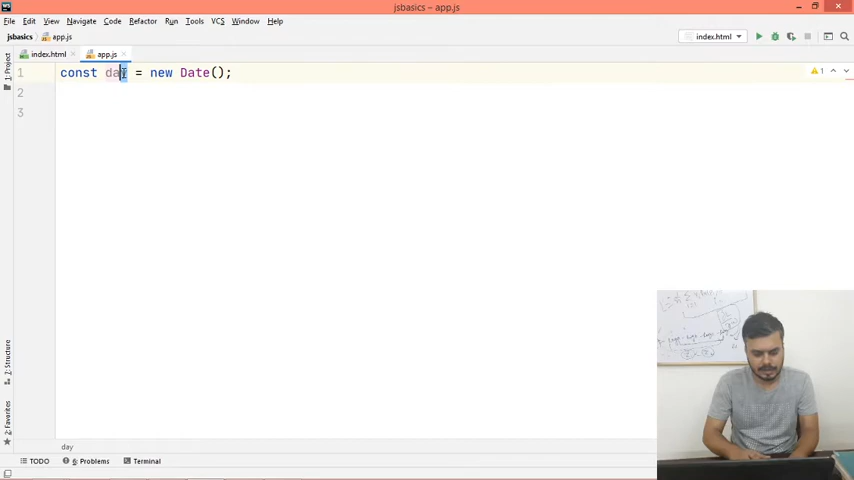 WS
jsbasics – app.js
File Edit View Navigate Code Refactor Run Tools VCS Window Help
jsbasics app.js index.html
index.html app.js
1 const day = new Date();
1
2
3
1: Project
Z: Structure
2: Favorites
day
TODO 6: Problems Terminal